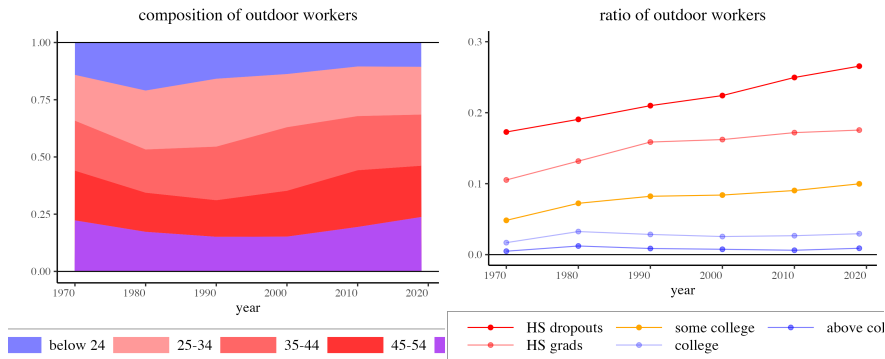 composition of outdoor workers
1.00
0.75
0.50
0.25
0.00
1970 1980 1990 2000 2010 2020
year
below 24 25-34 35-44 45-54
ratio of outdoor workers
0.3
0.2
0.1
0.0
1970 1980 1990 2000 2010 2020
year
HS dropouts some college above col
HS grads college